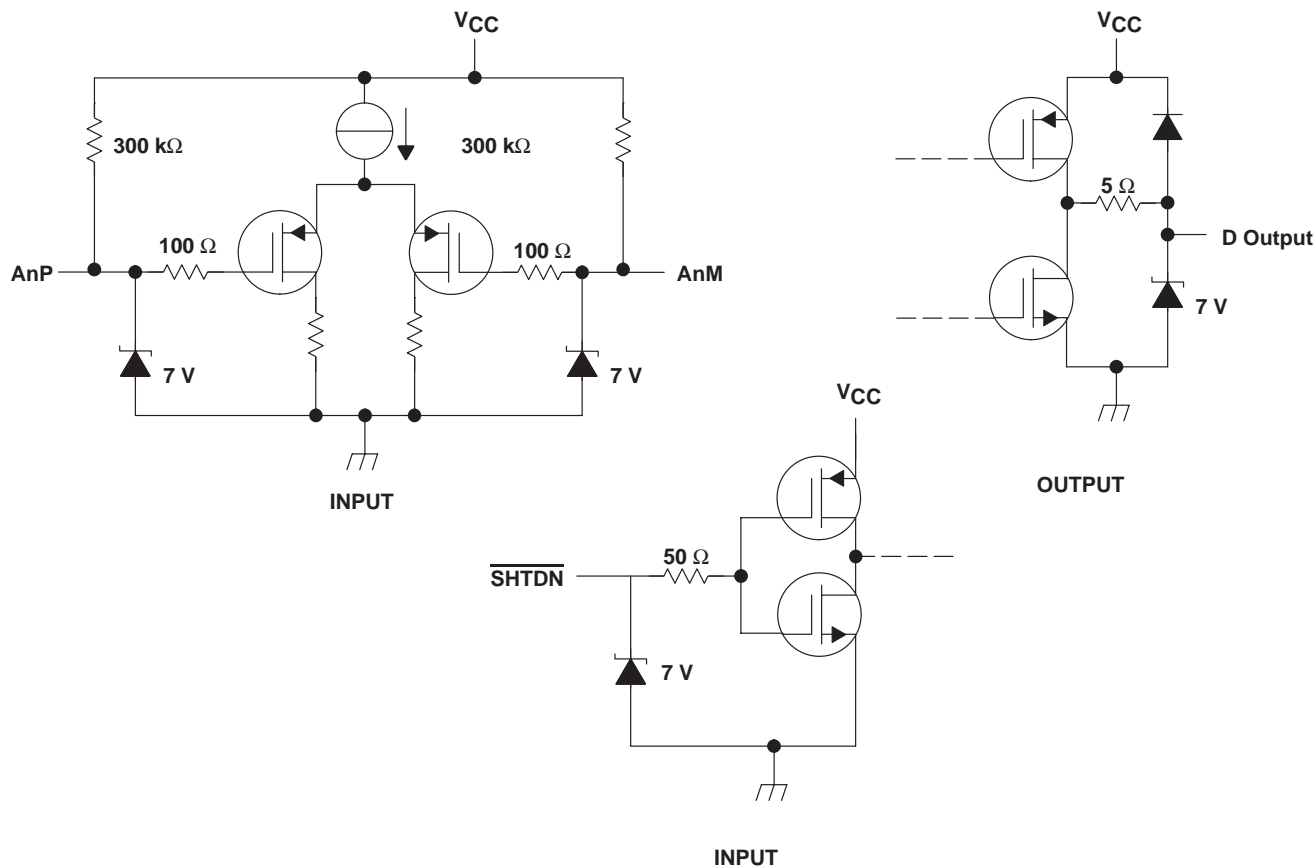 VCC
300 kΩ
300 kΩ
100 Ω
100 Ω
AnP
AnM
7 V
7 V
INPUT
VCC
5 Ω
D Output
7 V
OUTPUT
VCC
50 Ω
SHTDN
7 V
INPUT